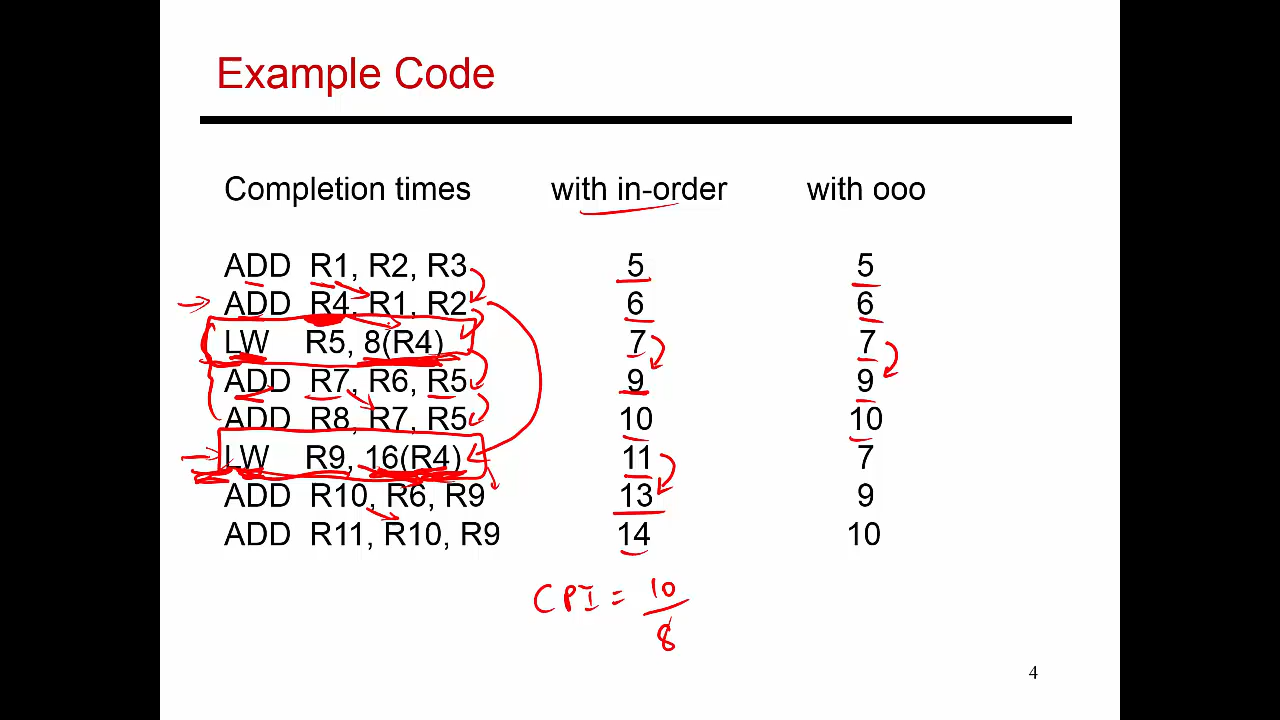 Example Code
Completion times with in-order with ooo
ADD R1, R2, R3 5 5
ADD R4, R1, R2 6 6
LW R5, 8(R4) 7 7
ADD R7, R6, R5 9 9
ADD R8, R7, R5 10 10
LW R9, 16(R4) 11 7
ADD R10, R6, R9 13 9
ADD R11, R10, R9 14 10
CPI = 10
8
4